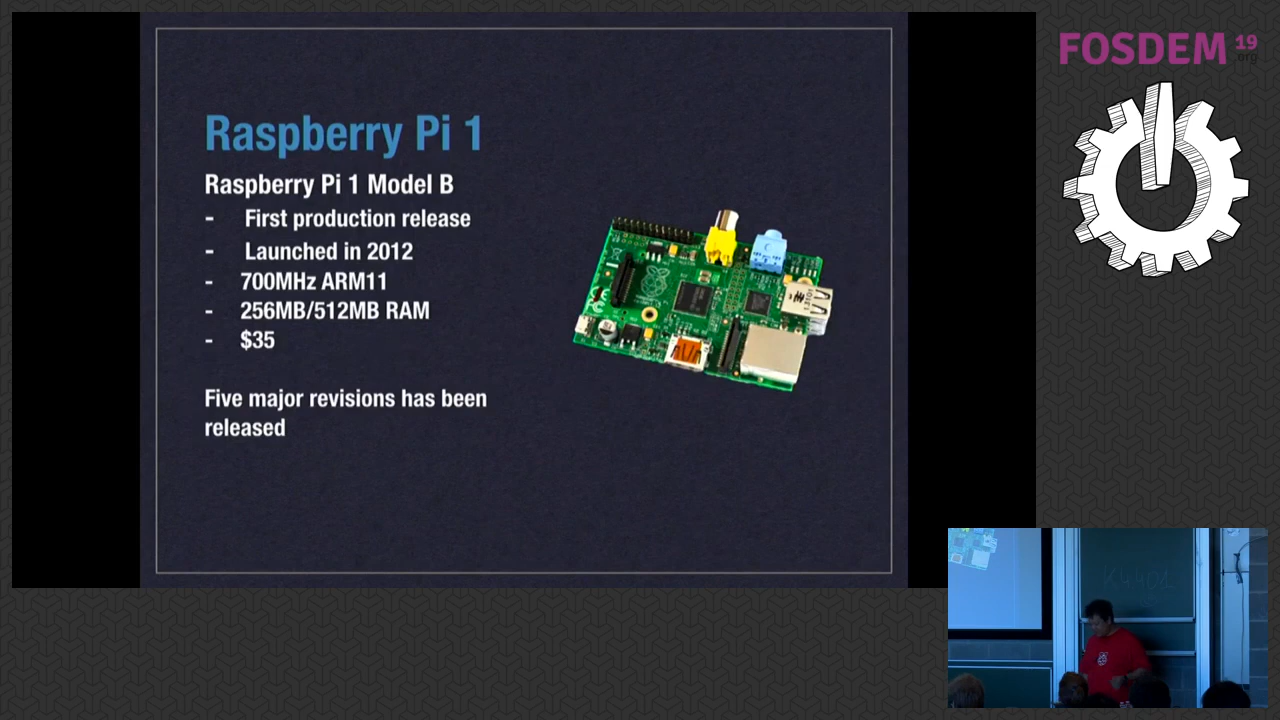 Raspberry Pi 1
Raspberry Pi 1 Model B
- First production release
- Launched in 2012
- 700MHz ARM11
- 256MB/512MB RAM
- $35
Five major revisions has been
released
FOSDEM 19
.org